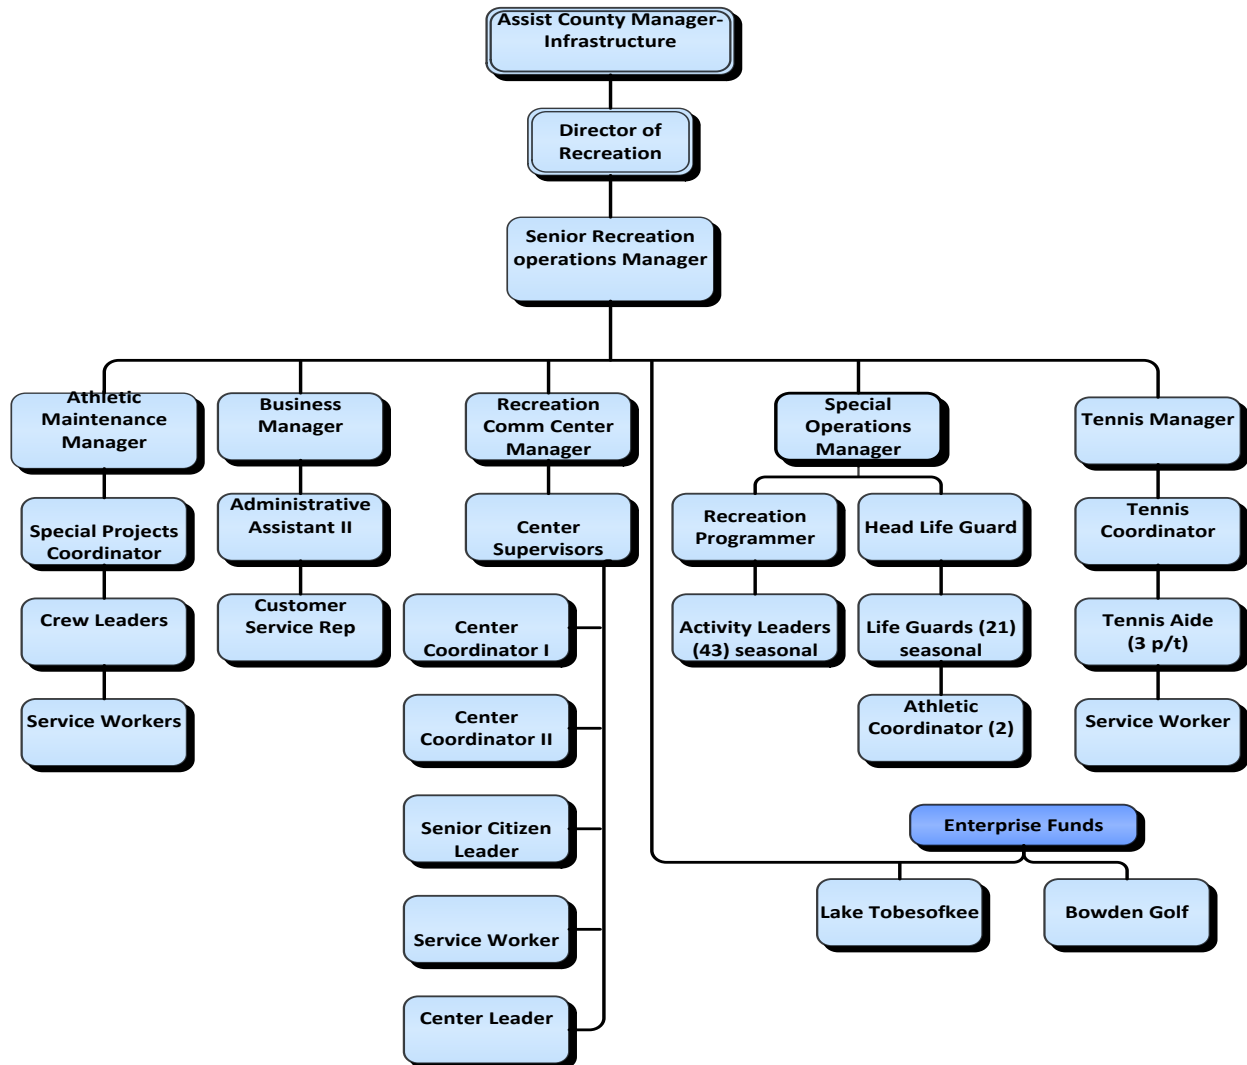 Assist County Manager-
Infrastructure
Director of
Recreation
Senior Recreation
operations Manager
Athletic
Maintenance
Manager
Business
Manager
Recreation
Comm Center
Manager
Special
Operations
Manager
Tennis Manager
Special Projects
Coordinator
Administrative
Assistant II
Center
Supervisors
Recreation
Programmer
Head Life Guard
Tennis
Coordinator
Crew Leaders
Customer
Service Rep
Center
Coordinator I
Activity Leaders
(43) seasonal
Life Guards (21)
seasonal
Tennis Aide
(3 p/t)
Service Workers
Center
Coordinator II
Athletic
Coordinator (2)
Service Worker
Senior Citizen
Leader
Enterprise Funds
Service Worker
Lake Tobesofkee
Bowden Golf
Center Leader